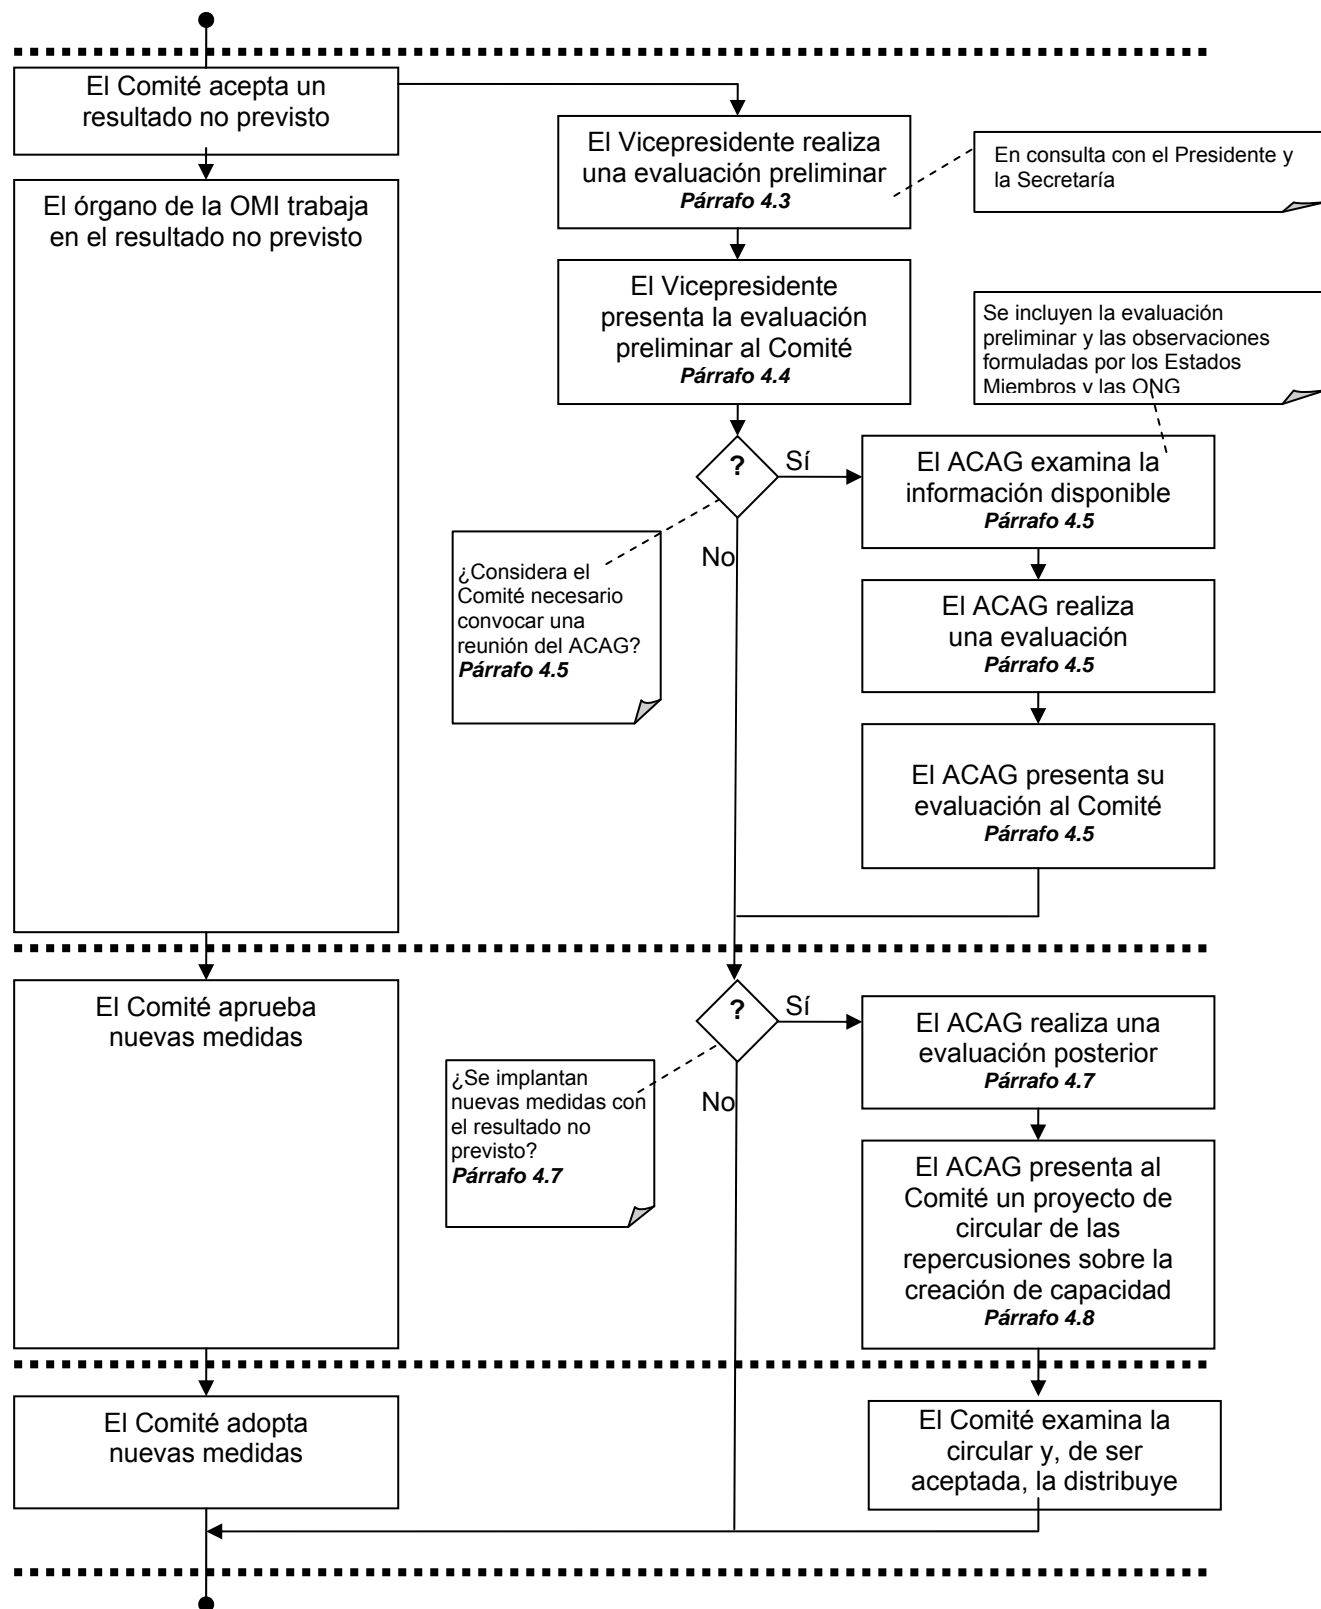 El Comité acepta un
resultado no previsto
El Vicepresidente realiza
una evaluación preliminar
Párrafo 4.3
En consulta con el Presidente y
la Secretaría
El órgano de la OMI trabaja
en el resultado no previsto
El Vicepresidente
presenta la evaluación
preliminar al Comité
Párrafo 4.4
Se incluyen la evaluación
preliminar y las observaciones
formuladas por los Estados
Miembros y las ONG
?
Sí
No
El ACAG examina la
información disponible
Párrafo 4.5
¿Considera el
Comité necesario
convocar una
reunión del ACAG?
Párrafo 4.5
El ACAG realiza
una evaluación
Párrafo 4.5
El ACAG presenta su
evaluación al Comité
Párrafo 4.5
El Comité aprueba
nuevas medidas
?
Sí
No
El ACAG realiza una
evaluación posterior
Párrafo 4.7
¿Se implantan
nuevas medidas con
el resultado no
previsto?
Párrafo 4.7
El ACAG presenta al
Comité un proyecto de
circular de las
repercusiones sobre la
creación de capacidad
Párrafo 4.8
El Comité adopta
nuevas medidas
El Comité examina la
circular y, de ser
aceptada, la distribuye